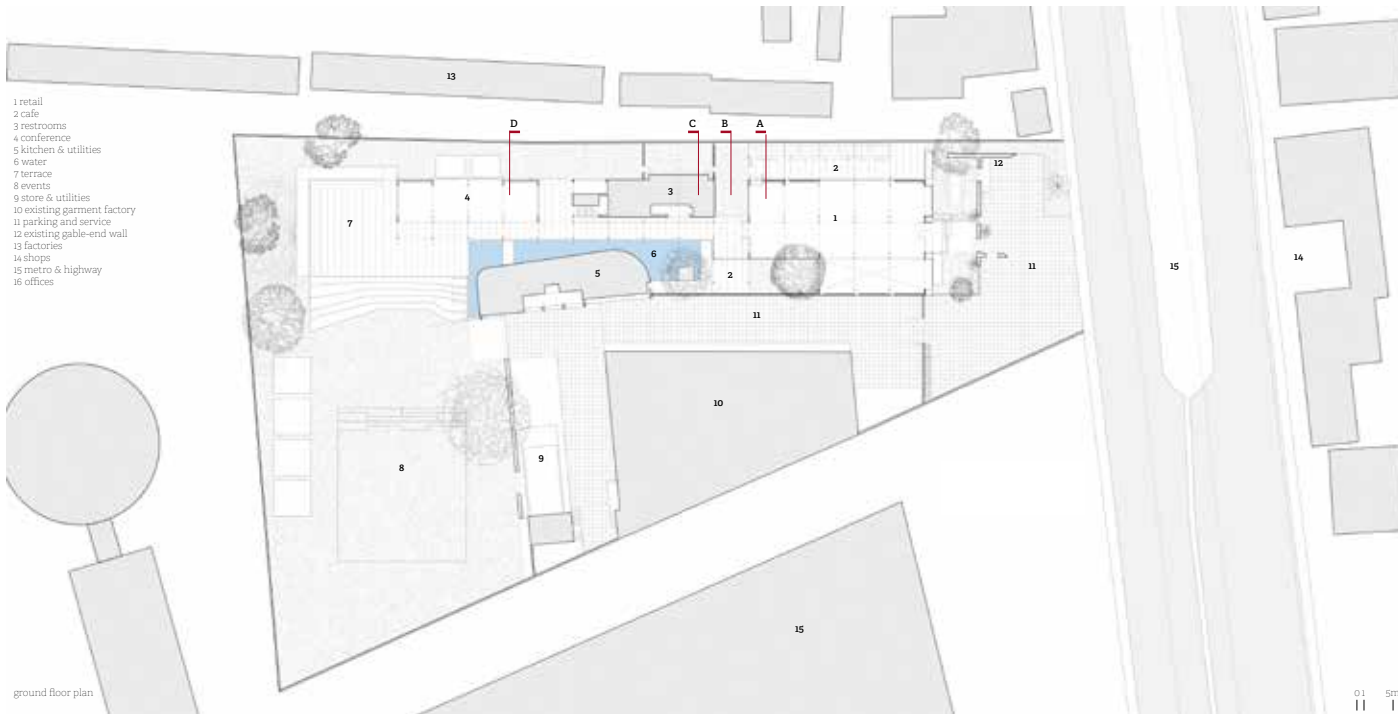 13
1 retail
2 cafe
3 restrooms
4 conference
5 kitchen & utilities
6 water
7 terrace
8 events
9 store & utilities
10 existing garment factory
11 parking and service
12 existing gable-end wall
13 factories
14 shops
15 metro & highway
16 offices
D
C
B
A
12
2
3
4
1
7
6
14
15
11
5
2
11
10
9
8
15
ground floor plan
0 1 5m